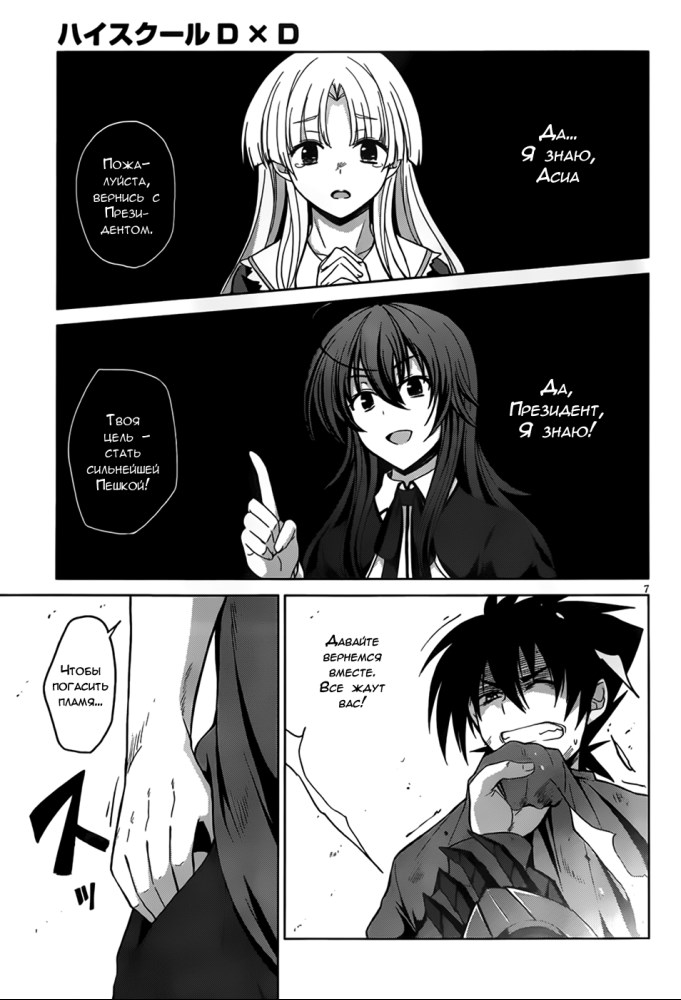 ハイスクールD×D
Да...
Я знаю,
Асиа
Пожа-
луйста,
вернись с
Прези-
дентом.
Да,
Президент,
Я знаю!
Твоя
цель -
стать
сильнейшей
Пешкой!
7
Давайте
вернемся
вместе.
Все ждут
вас!
Чтобы
погасить
пламя...
スッ